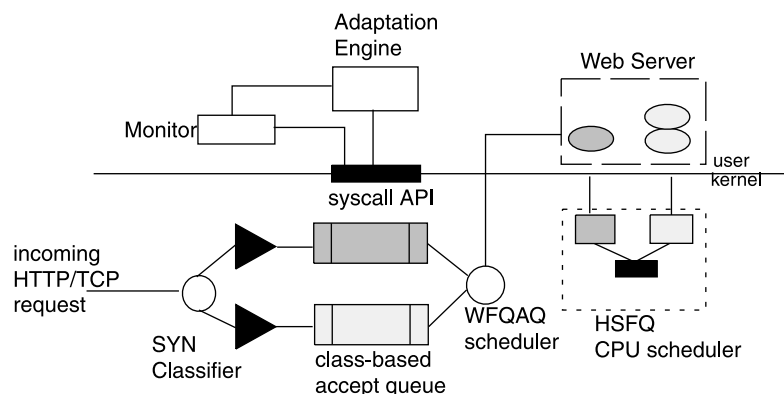 Adaptation
Engine
Web Server
Monitor
user
kernel
syscall API
incoming
HTTP/TCP
request
WFQAQ
scheduler
HSFQ
CPU scheduler
SYN
Classifier
class-based
accept queue